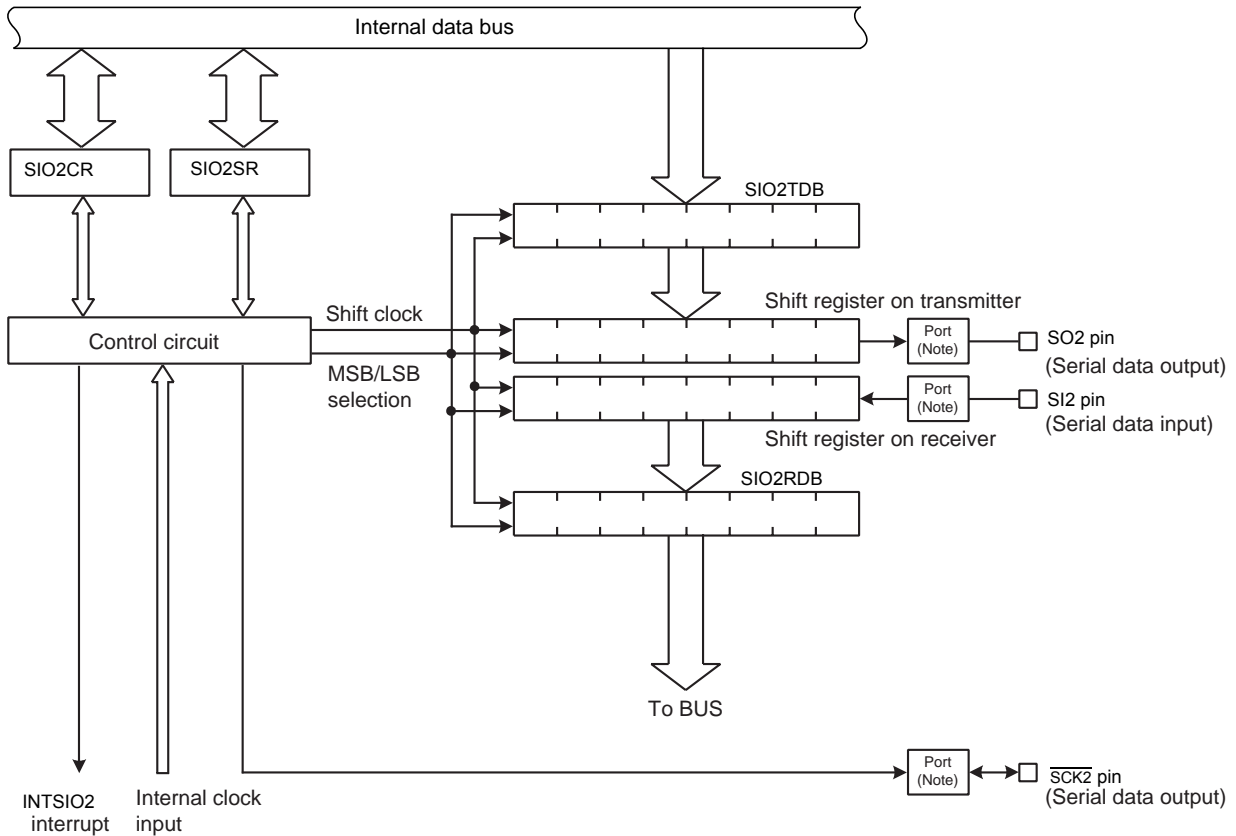 Internal data bus
SIO2CR
SIO2SR
SIO2TDB
Shift clock
Shift register on transmitter
Control circuit
Port
(Note)
SO2 pin
(Serial data output)
MSB/LSB
selection
Port
(Note)
SI2 pin
(Serial data input)
Shift register on receiver
SIO2RDB
To BUS
Port
(Note)
SCK2 pin
(Serial data output)
INTSIO2
interrupt
Internal clock
input